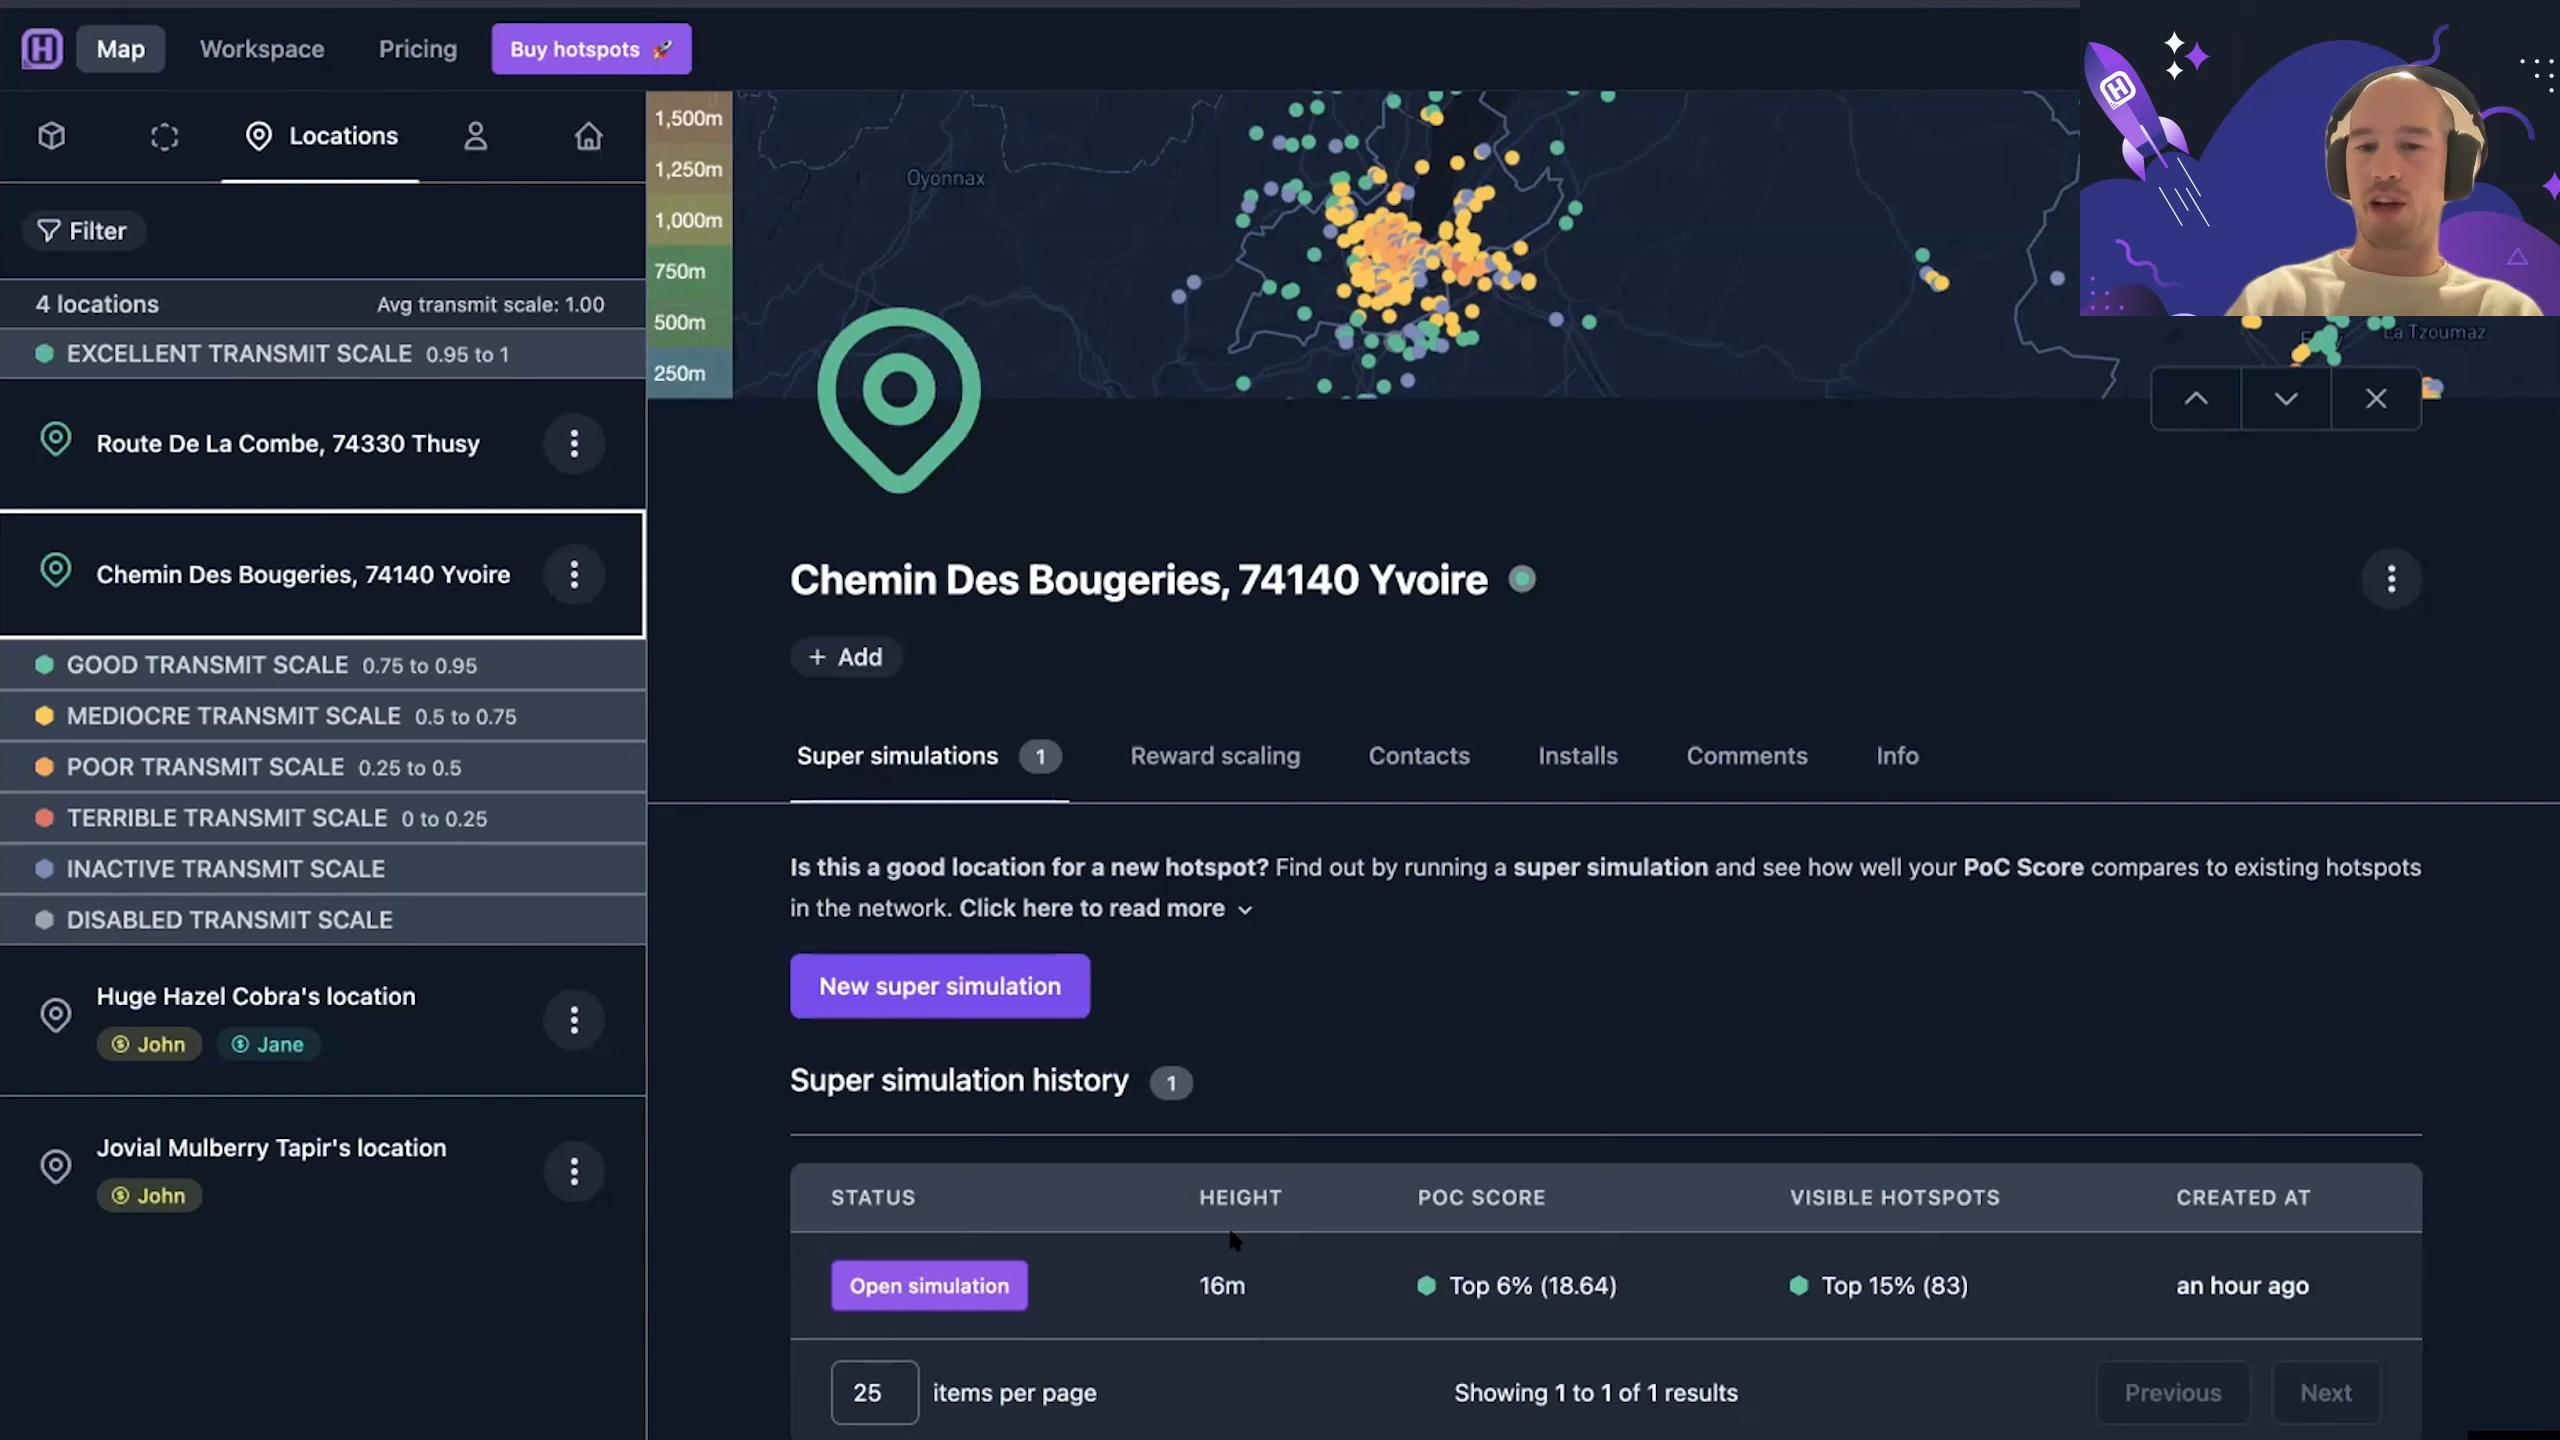 Map
Workspace
Pricing
Buy hotspots 🚀
Locations
Filter
4 locations
Avg transmit scale: 1.00
EXCELLENT TRANSMIT SCALE 0.95 to 1
Route De La Combe, 74330 Thusy
Chemin Des Bougeries, 74140 Yvoire
GOOD TRANSMIT SCALE 0.75 to 0.95
MEDIOCRE TRANSMIT SCALE 0.5 to 0.75
POOR TRANSMIT SCALE 0.25 to 0.5
TERRIBLE TRANSMIT SCALE 0 to 0.25
INACTIVE TRANSMIT SCALE
DISABLED TRANSMIT SCALE
Huge Hazel Cobra's location
John
Jane
Jovial Mulberry Tapir's location
John
1,500m
1,250m
1,000m
750m
500m
250m
Oyonnax
La Tzoumaz
Chemin Des Bougeries, 74140 Yvoire
+ Add
Super simulations 1
Reward scaling
Contacts
Installs
Comments
Info
Is this a good location for a new hotspot? Find out by running a super simulation and see how well your PoC Score compares to existing hotspots
in the network. Click here to read more
New super simulation
Super simulation history 1
STATUS HEIGHT POC SCORE VISIBLE HOTSPOTS CREATED AT
Open simulation 16m Top 6% (18.64) Top 15% (83) an hour ago
25 items per page
Showing 1 to 1 of 1 results
Previous
Next